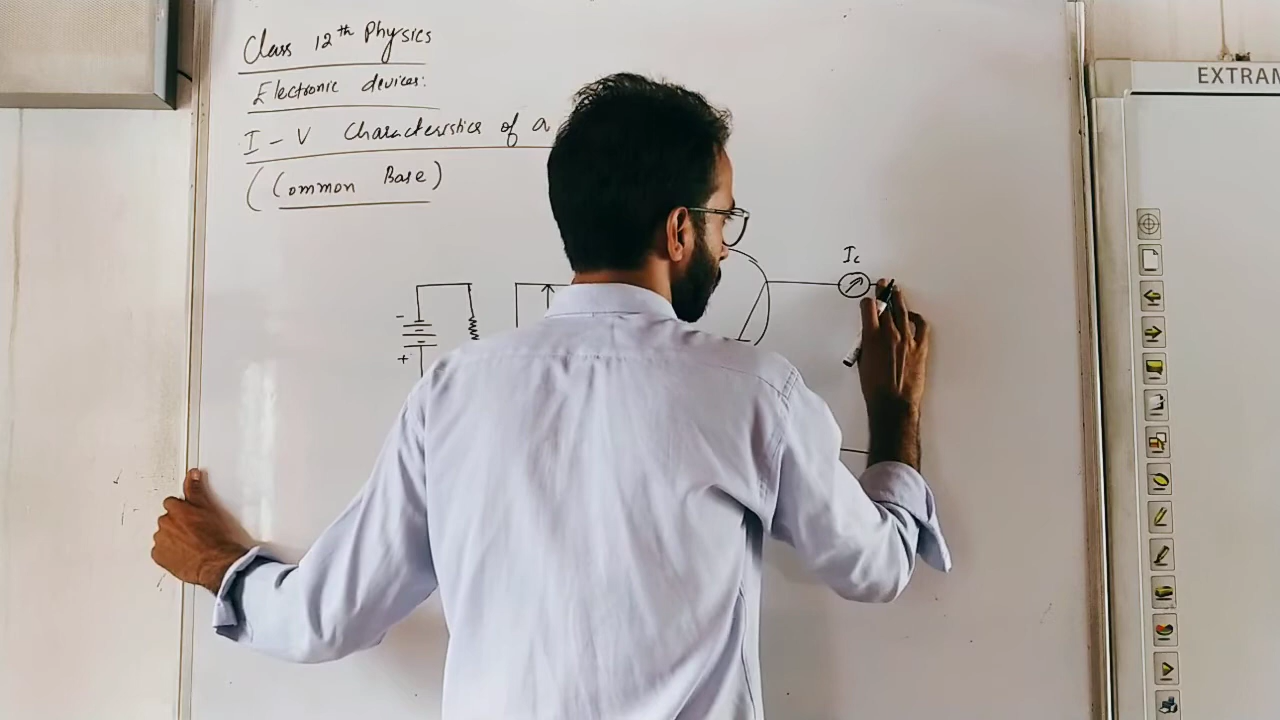 Class 12th Physics
Electronic devices:
I - V Characteristics of a
(Common Base)
Ic
-
+
EXTRAM